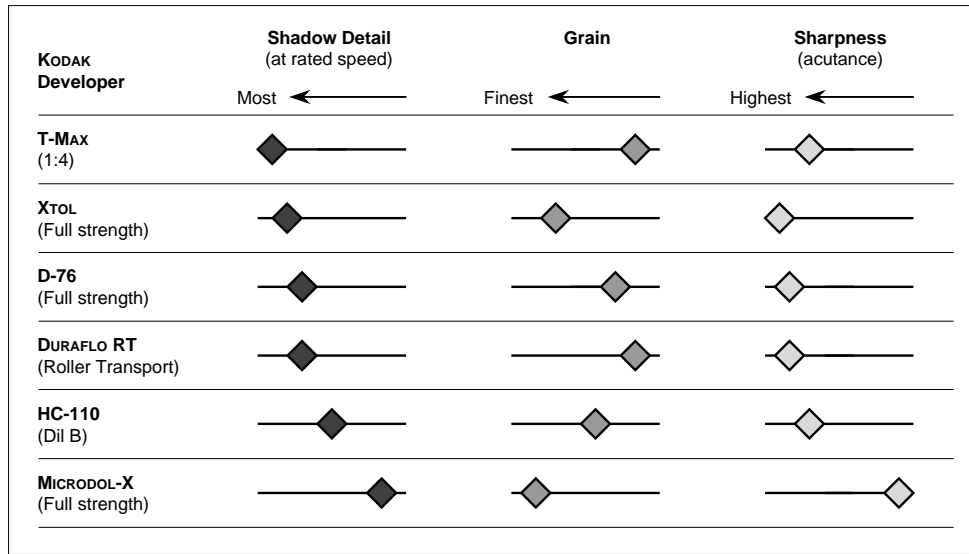 KODAK
Developer
Shadow Detail
(at rated speed)
Grain
Sharpness
(acutance)
Most
Finest
Highest
T-MAX
(1:4)
XTOL
(Full strength)
D-76
(Full strength)
DURAFLO RT
(Roller Transport)
HC-110
(Dil B)
MICRODOL-X
(Full strength)